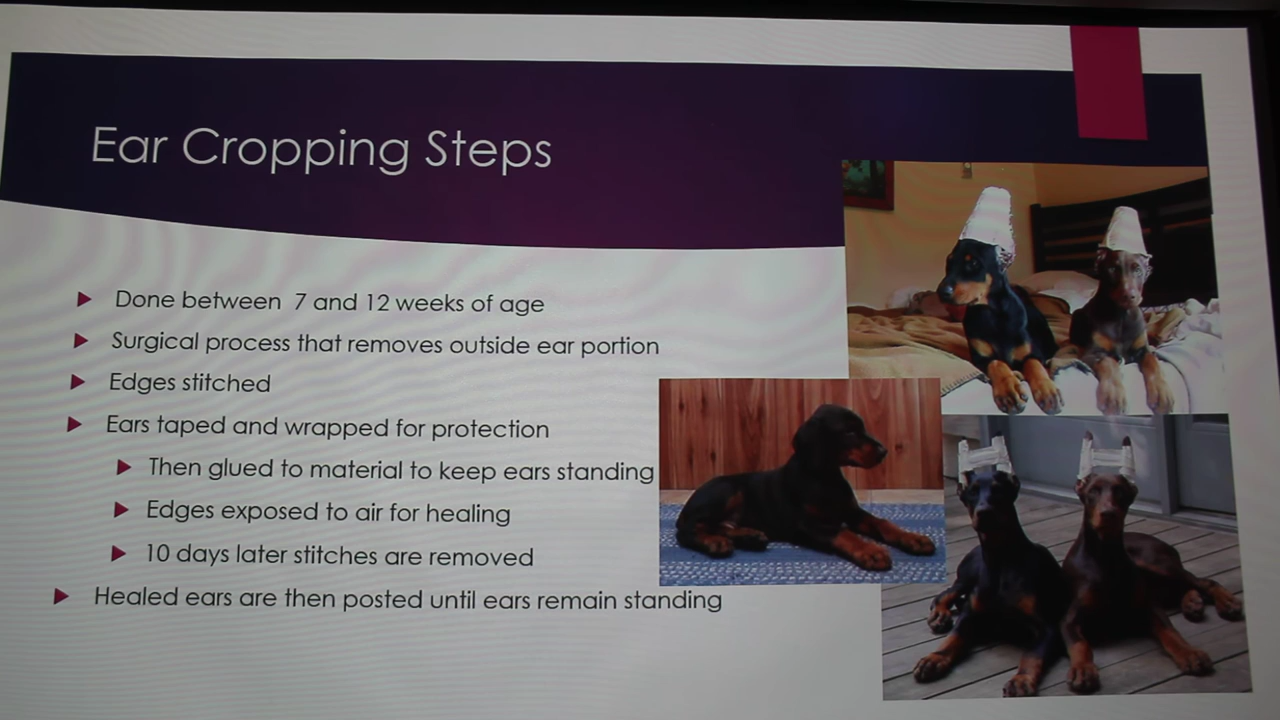 Ear Cropping Steps
Done between 7 and 12 weeks of age
Surgical process that removes outside ear portion
Edges stitched
Ears taped and wrapped for protection
Then glued to material to keep ears standing
Edges exposed to air for healing
10 days later stitches are removed
Healed ears are then posted until ears remain standing